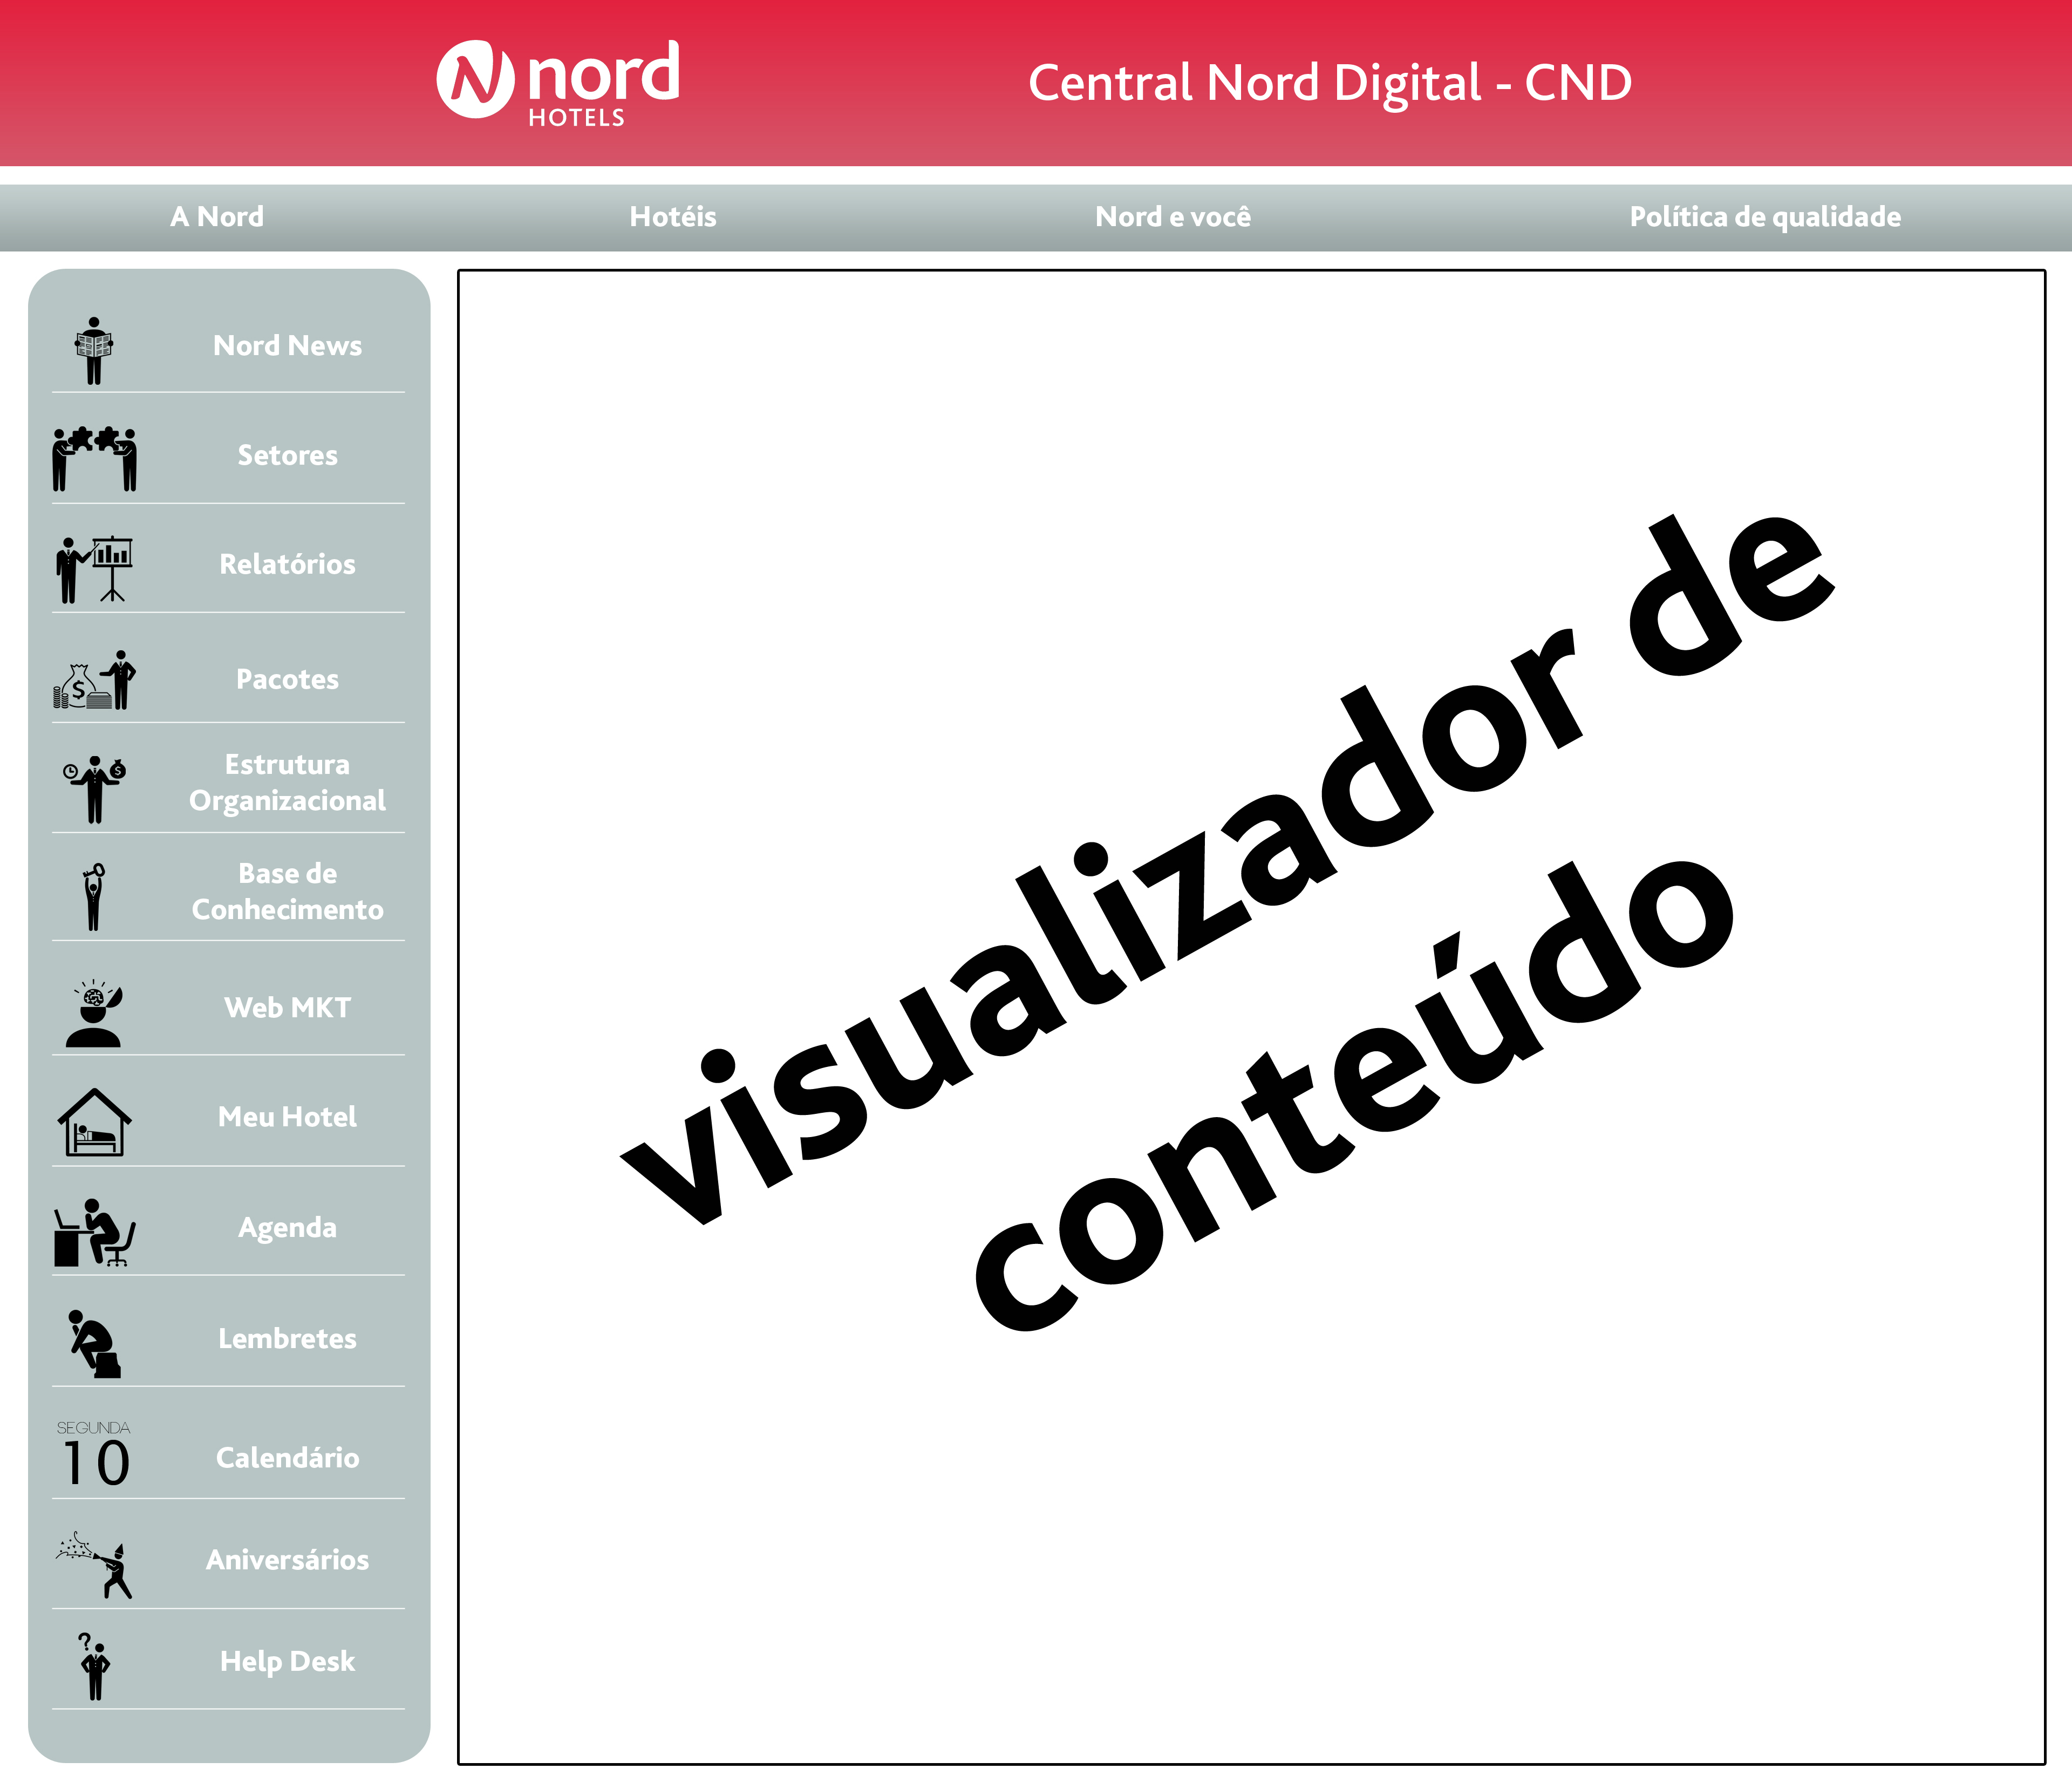 nord
HOTELS
Central Nord Digital - CND
A Nord
Hotéis
Nord e você
Política de qualidade
Nord News
Setores
Relatórios
Pacotes
$
Estrutura
Organizacional
$
Base de
Conhecimento
Web MKT
Meu Hotel
Agenda
Lembretes
SEGUNDA
10
Calendário
Aniversários
?
Help Desk
visualizador de
conteúdo